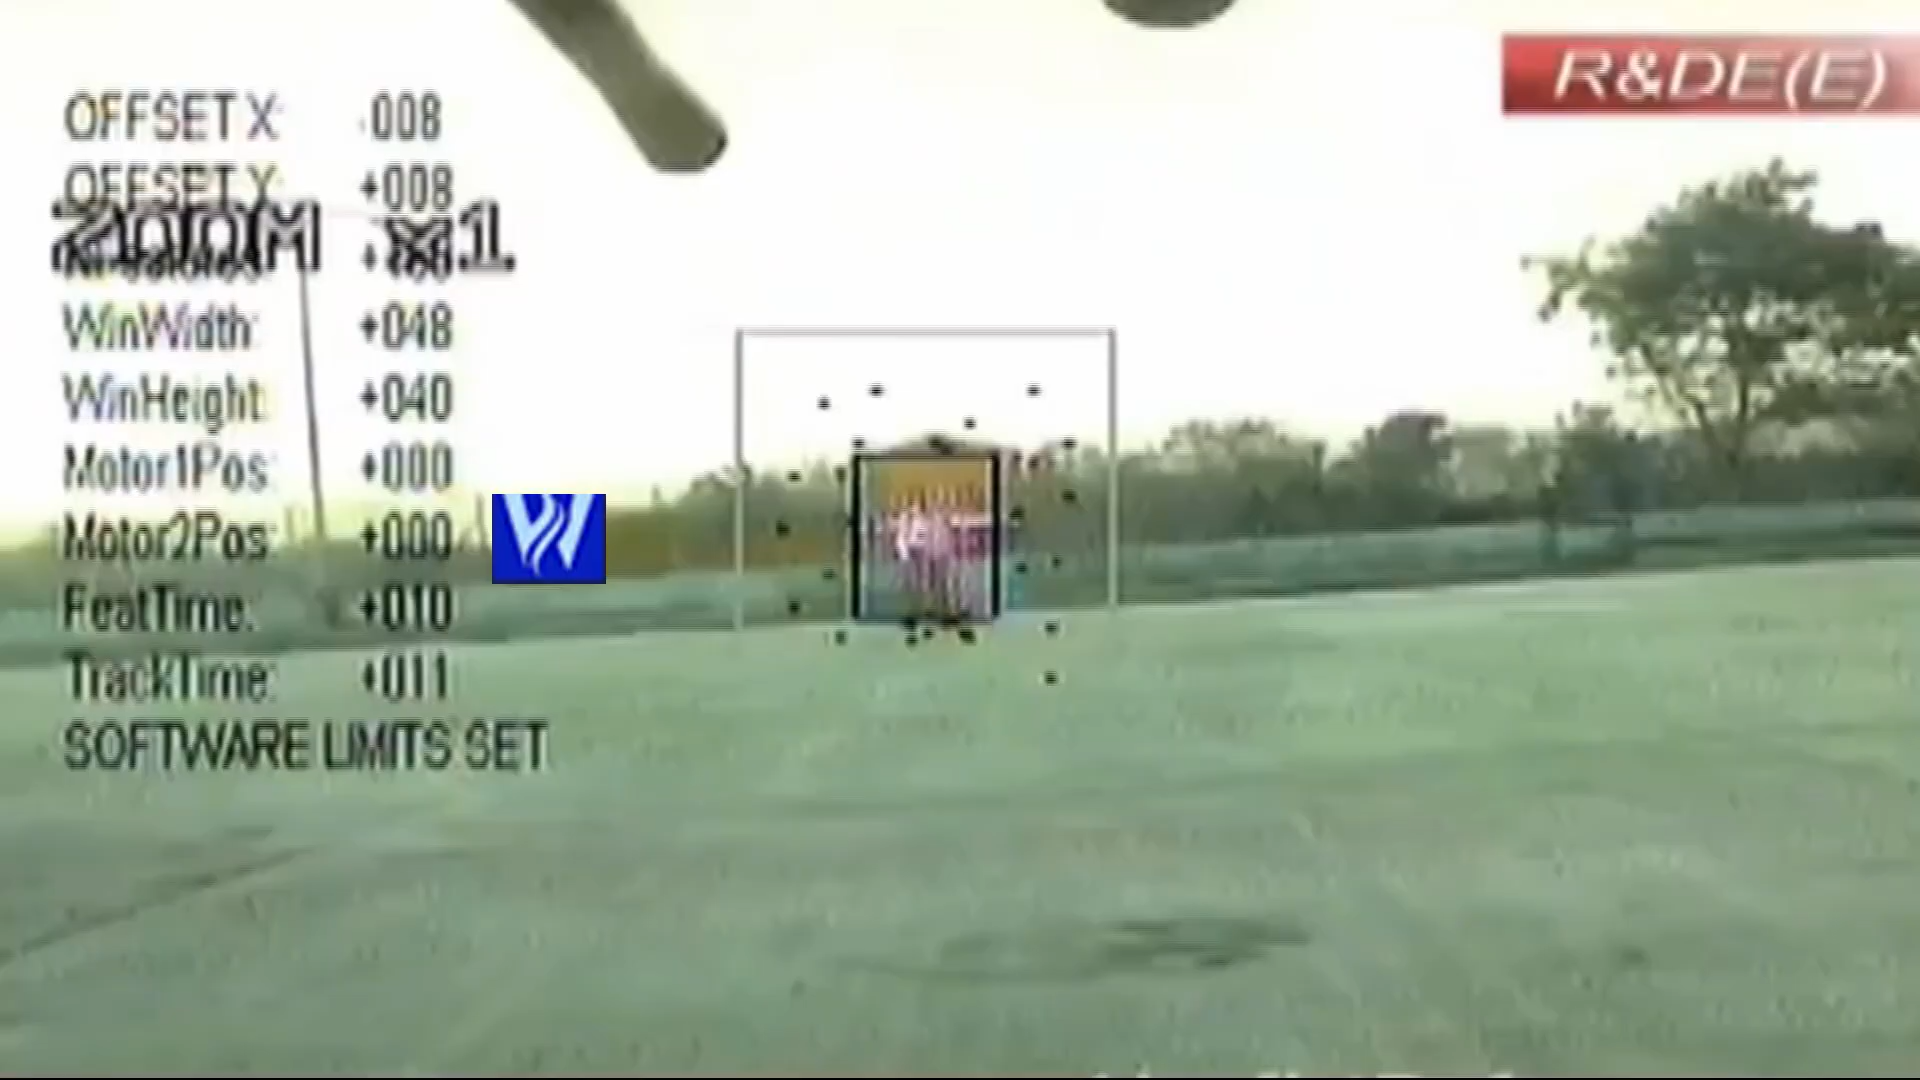 R&DE(E)
OFFSET X: -008
OFFSET Y: +008
ZOOM x1
WinWidth: +048
WinHeight: +040
Motor1Pos: +000
Motor2Pos: +000
FeatTime: +010
TrackTime: +011
SOFTWARE LIMITS SET
W